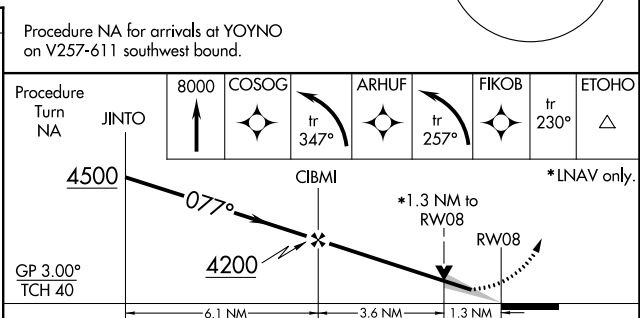 Procedure NA for arrivals at YOYNO
on V257-611 southwest bound.
Procedure
Turn
NA
JINTO
8000
COSOG
tr
347°
ARHUF
tr
257°
FIKOB
tr
230°
ETOHO
4500
077°
CIBMI
*LNAV only.
*1.3 NM to
RW08
RW08
4200
GP 3.00°
TCH 40
6.1 NM
3.6 NM
1.3 NM